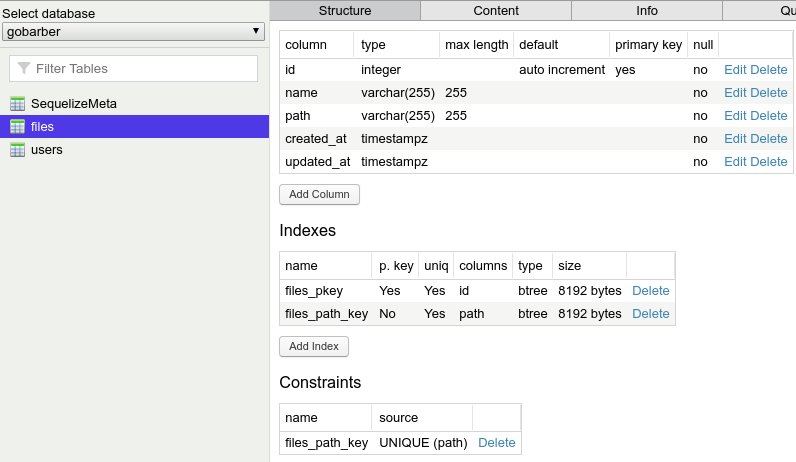 Select database
gobarber
Filter Tables
SequelizeMeta
files
users
Structure Content Info Qu
column type max length default primary key null
id integer auto increment yes no Edit Delete
name varchar(255) 255 no Edit Delete
path varchar(255) 255 no Edit Delete
created_at timestampz no Edit Delete
updated_at timestampz no Edit Delete
Add Column
Indexes
name p. key uniq columns type size
files_pkey Yes Yes id btree 8192 bytes Delete
files_path_key No Yes path btree 8192 bytes Delete
Add Index
Constraints
name source
files_path_key UNIQUE (path) Delete